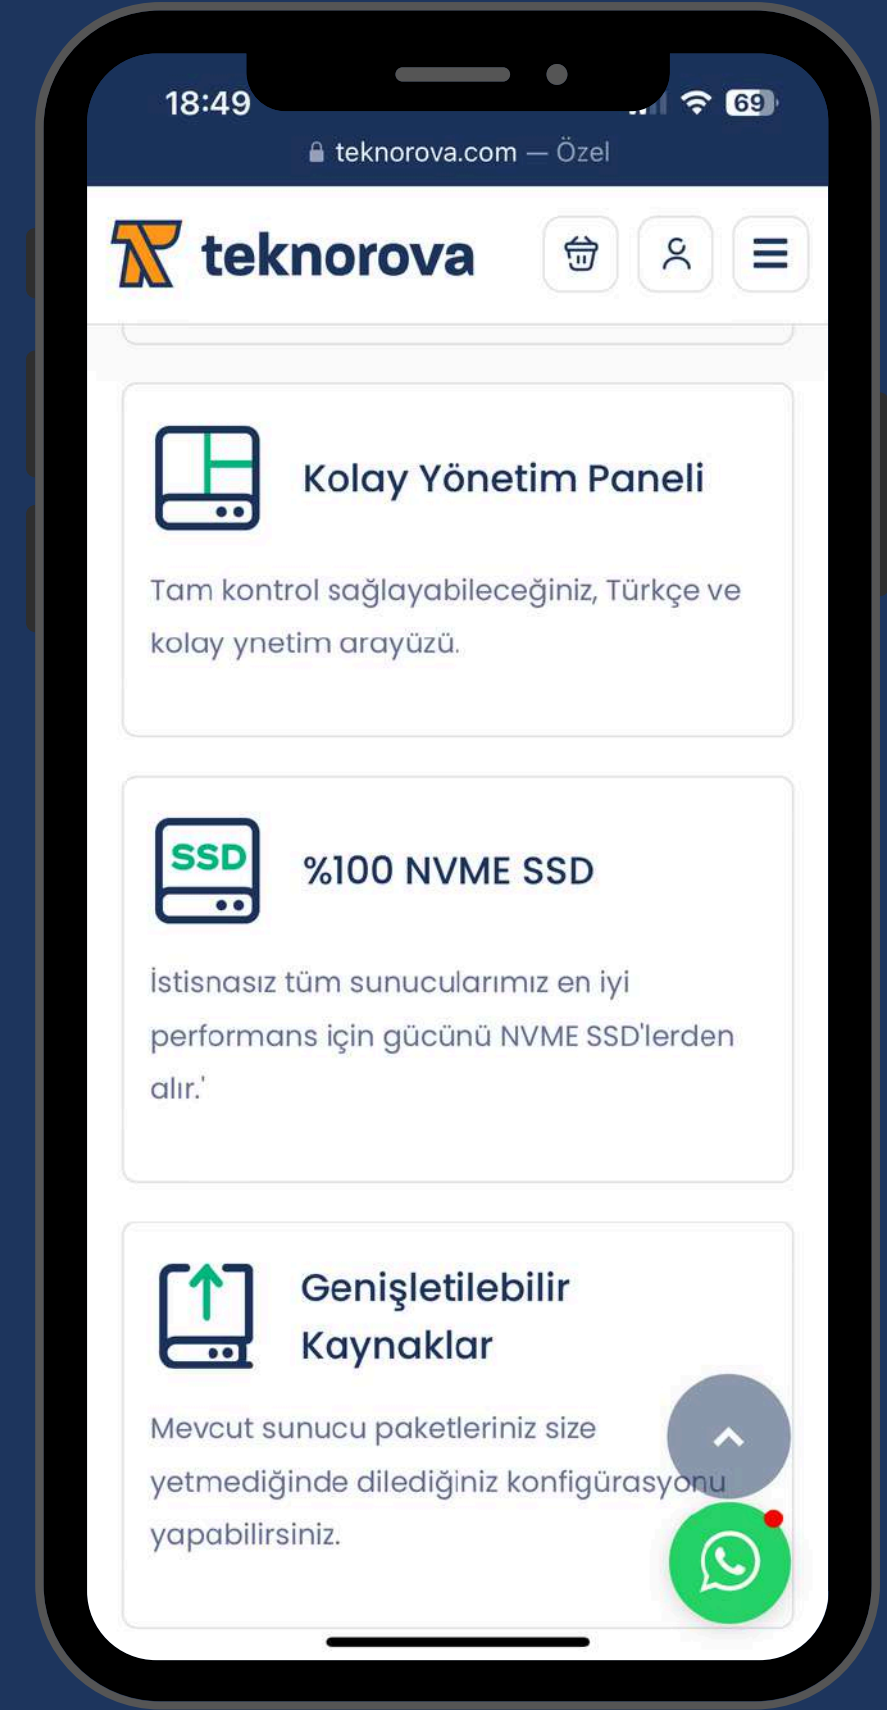 18:49
69
teknorova.com — Özel
teknorova
Kolay Yönetim Paneli
Tam kontrol sağlayabileceğiniz, Türkçe ve
kolay ynetim arayüzü.
SSD
%100 NVME SSD
İstisnasız tüm sunucularımız en iyi
performans için gücünü NVME SSD'lerden
alır.'
Genişletilebilir
Kaynaklar
Mevcut sunucu paketleriniz size
yetmediğinde dilediğiniz konfigürasyonu
yapabilirsiniz.